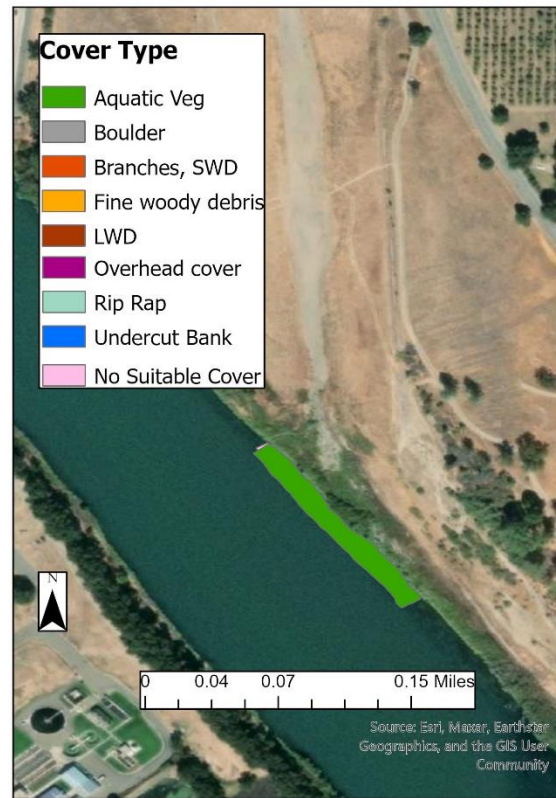 Cover Type
Aquatic Veg
Boulder
Branches, SWD
Fine woody debris
LWD
Overhead cover
Rip Rap
Undercut Bank
No Suitable Cover
N
0 0.04 0.07 0.15 Miles
Source: Esri, Maxar, Earthstar
Geographics, and the GIS User
Community